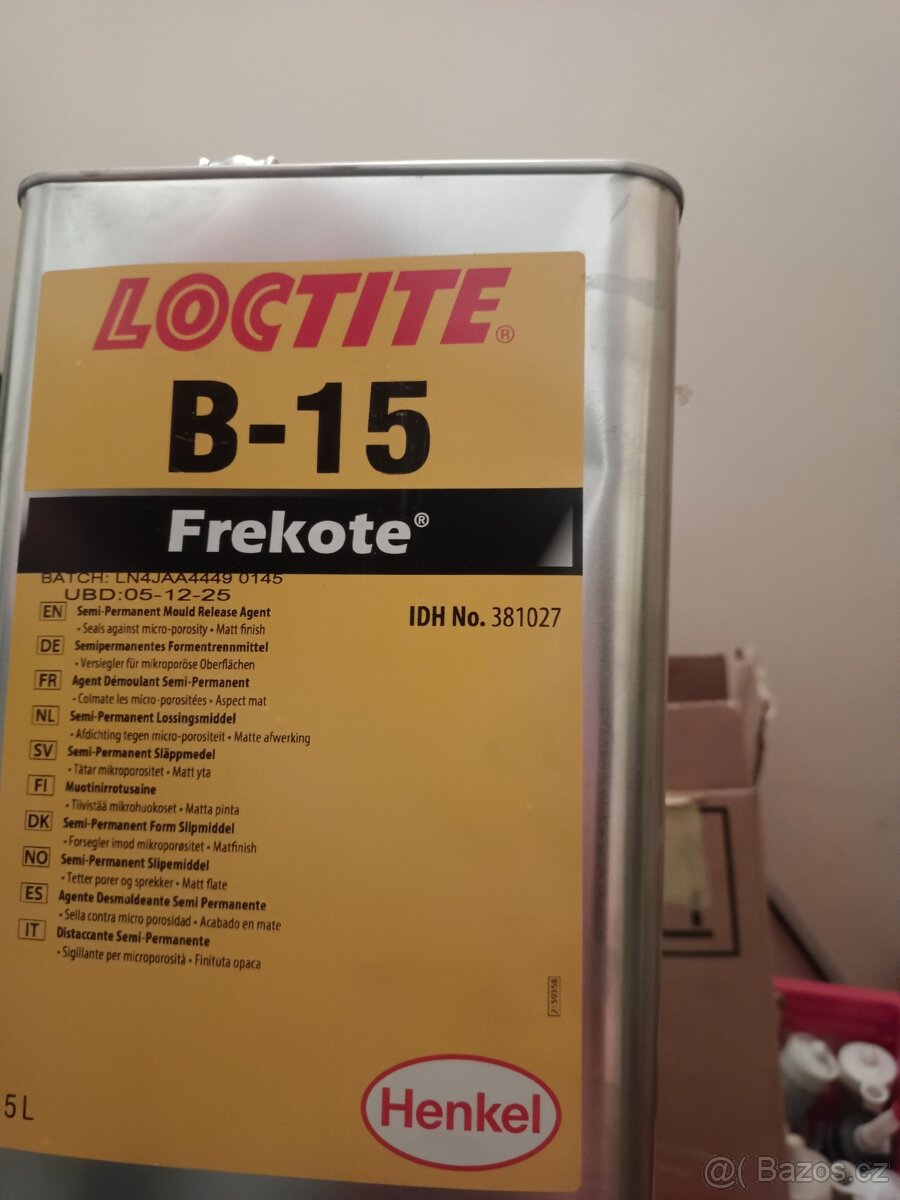 LOCTITE®
B-15
Frekote®
BATCH: LN4JAA4449 0145
UBD:05-12-25
IDH No. 381027
EN Semi-Permanent Mould Release Agent
• Seals against micro-porosity • Matt finish
DE Semipermanentes Formentrennmittel
• Versiegler für mikroporöse Oberflächen
FR Agent Démoulant Semi-Permanent
• Colmate les micro-porositées • Aspect mat
NL Semi-Permanent Lossingsmiddel
• Afdichting tegen micro-porositeit • Matte afwerking
SV Semi-Permanent Släppmedel
• Tätar mikroporositet • Matt yta
FI Muotinirrotusaine
• Tiivistää mikrohuokoset • Matta pinta
DK Semi-Permanent Form Slipmiddel
• Forsegler imod mikroporøsitet • Matfinish
NO Semi-Permanent Slipemiddel
• Tetter porer og sprekker • Matt flate
ES Agente Desmoldeante Semi Permanente
• Sella contra micro porosidad • Acabado en mate
IT Distaccante Semi-Permanente
• Sigillante per microporosità • Finituta opaca
5 L
Henkel
@( Bazos.cz